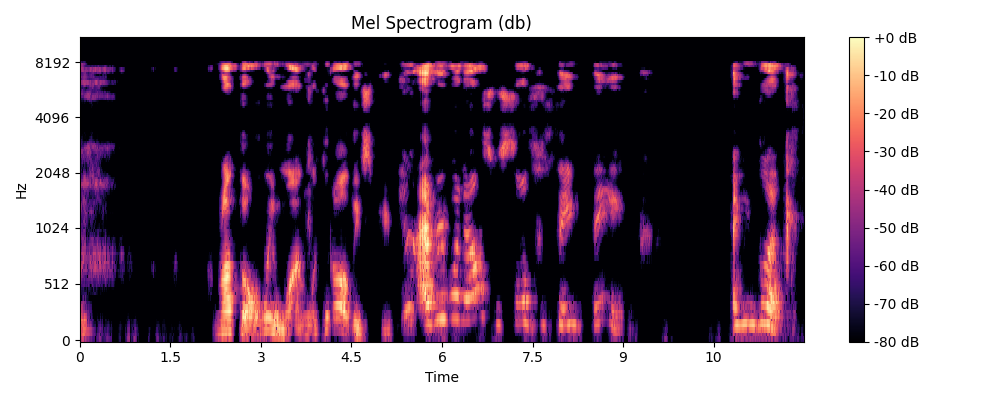 Mel Spectrogram (db)
Hz
8192
4096
2048
1024
512
0
0 1.5 3 4.5 6 7.5 9 10
Time
+0 dB
-10 dB
-20 dB
-30 dB
-40 dB
-50 dB
-60 dB
-70 dB
-80 dB